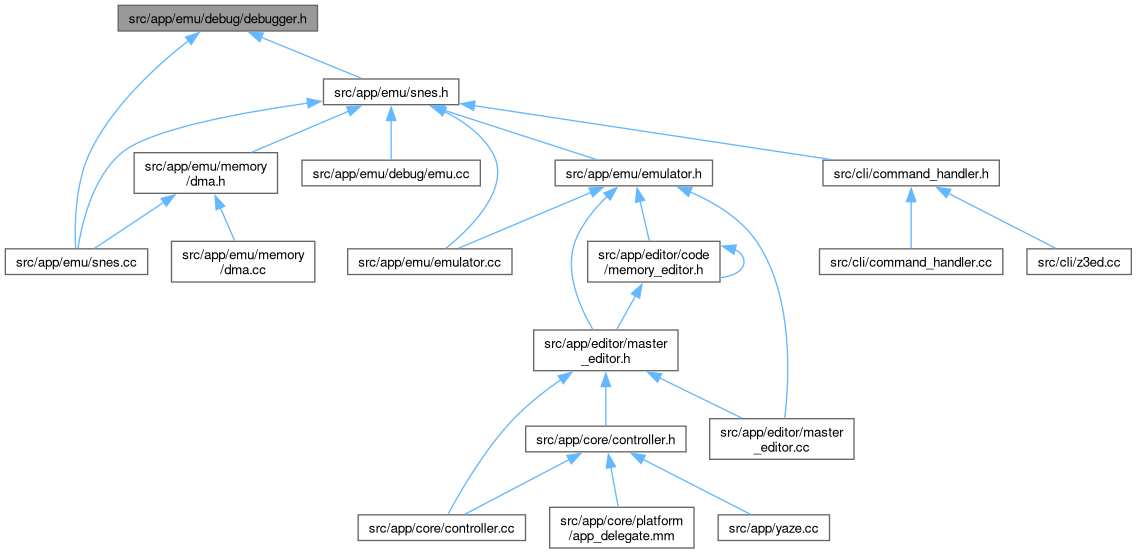 src/app/emu/debug/debugger.h
src/app/emu/snes.h
src/app/emu/memory
/dma.h
src/app/emu/debug/emu.cc
src/app/emu/emulator.h
src/cli/command_handler.h
src/app/emu/snes.cc
src/app/emu/memory
/dma.cc
src/app/emu/emulator.cc
src/app/editor/code
/memory_editor.h
src/cli/command_handler.cc
src/cli/z3ed.cc
src/app/editor/master
_editor.h
src/app/core/controller.h
src/app/editor/master
_editor.cc
src/app/core/controller.cc
src/app/core/platform
/app_delegate.mm
src/app/yaze.cc